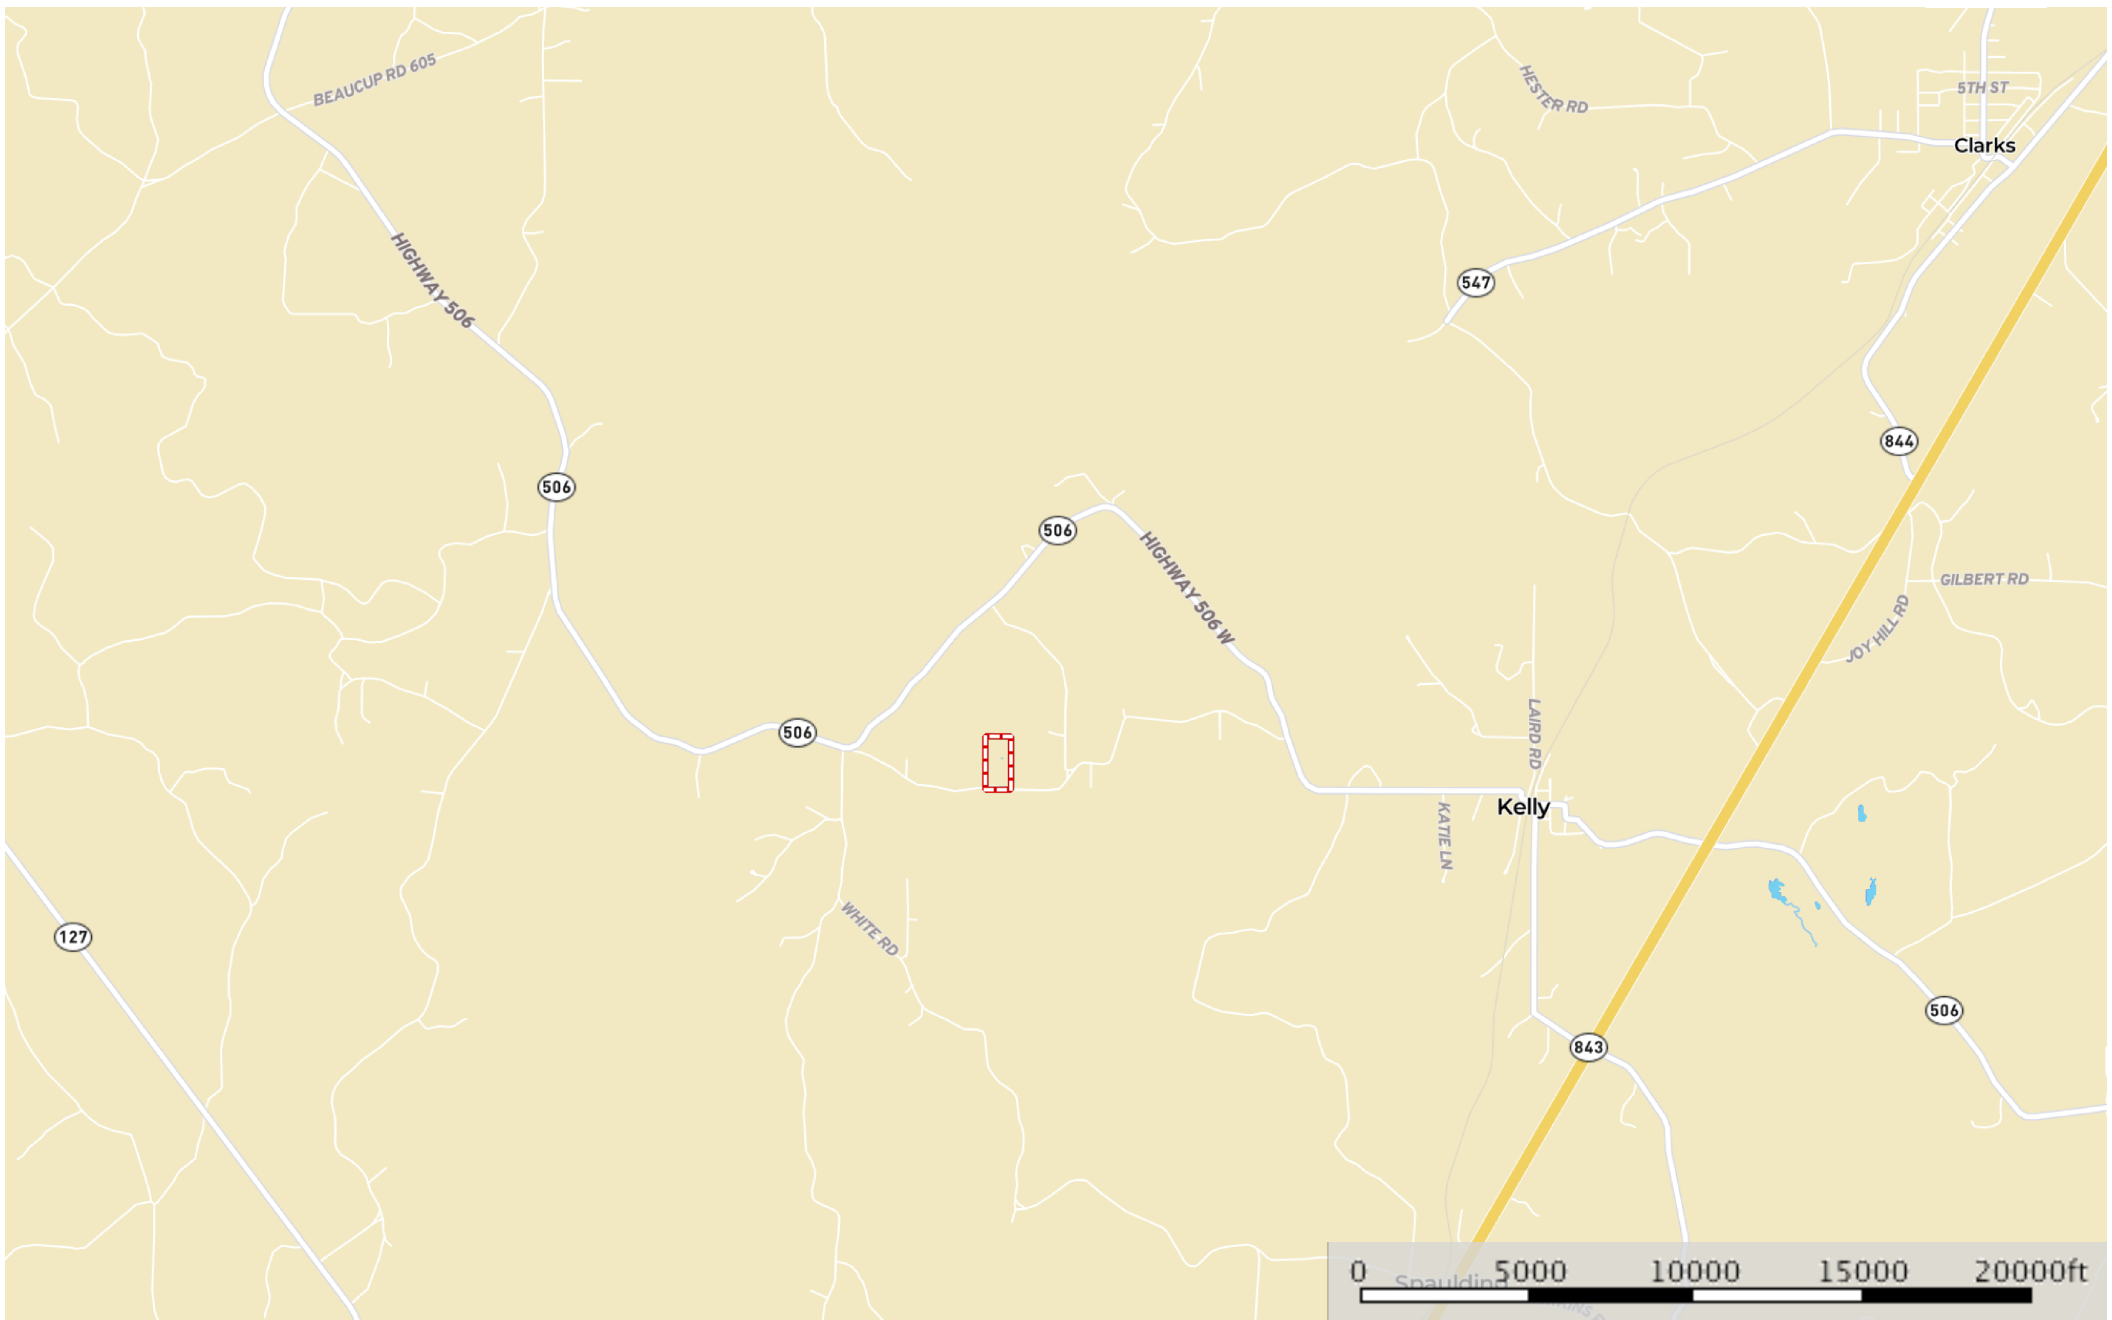 BEAUCUP RD 605
HESTER RD
5TH ST
Clarks
HIGHWAY 506
547
844
506
506
HIGHWAY 506 W
GILBERT RD
JOY HILL RD
LAIRD RD
506
Kelly
KATIE LN
WHITE RD
127
506
843
0 5000 10000 15000 20000ft
Spaulding